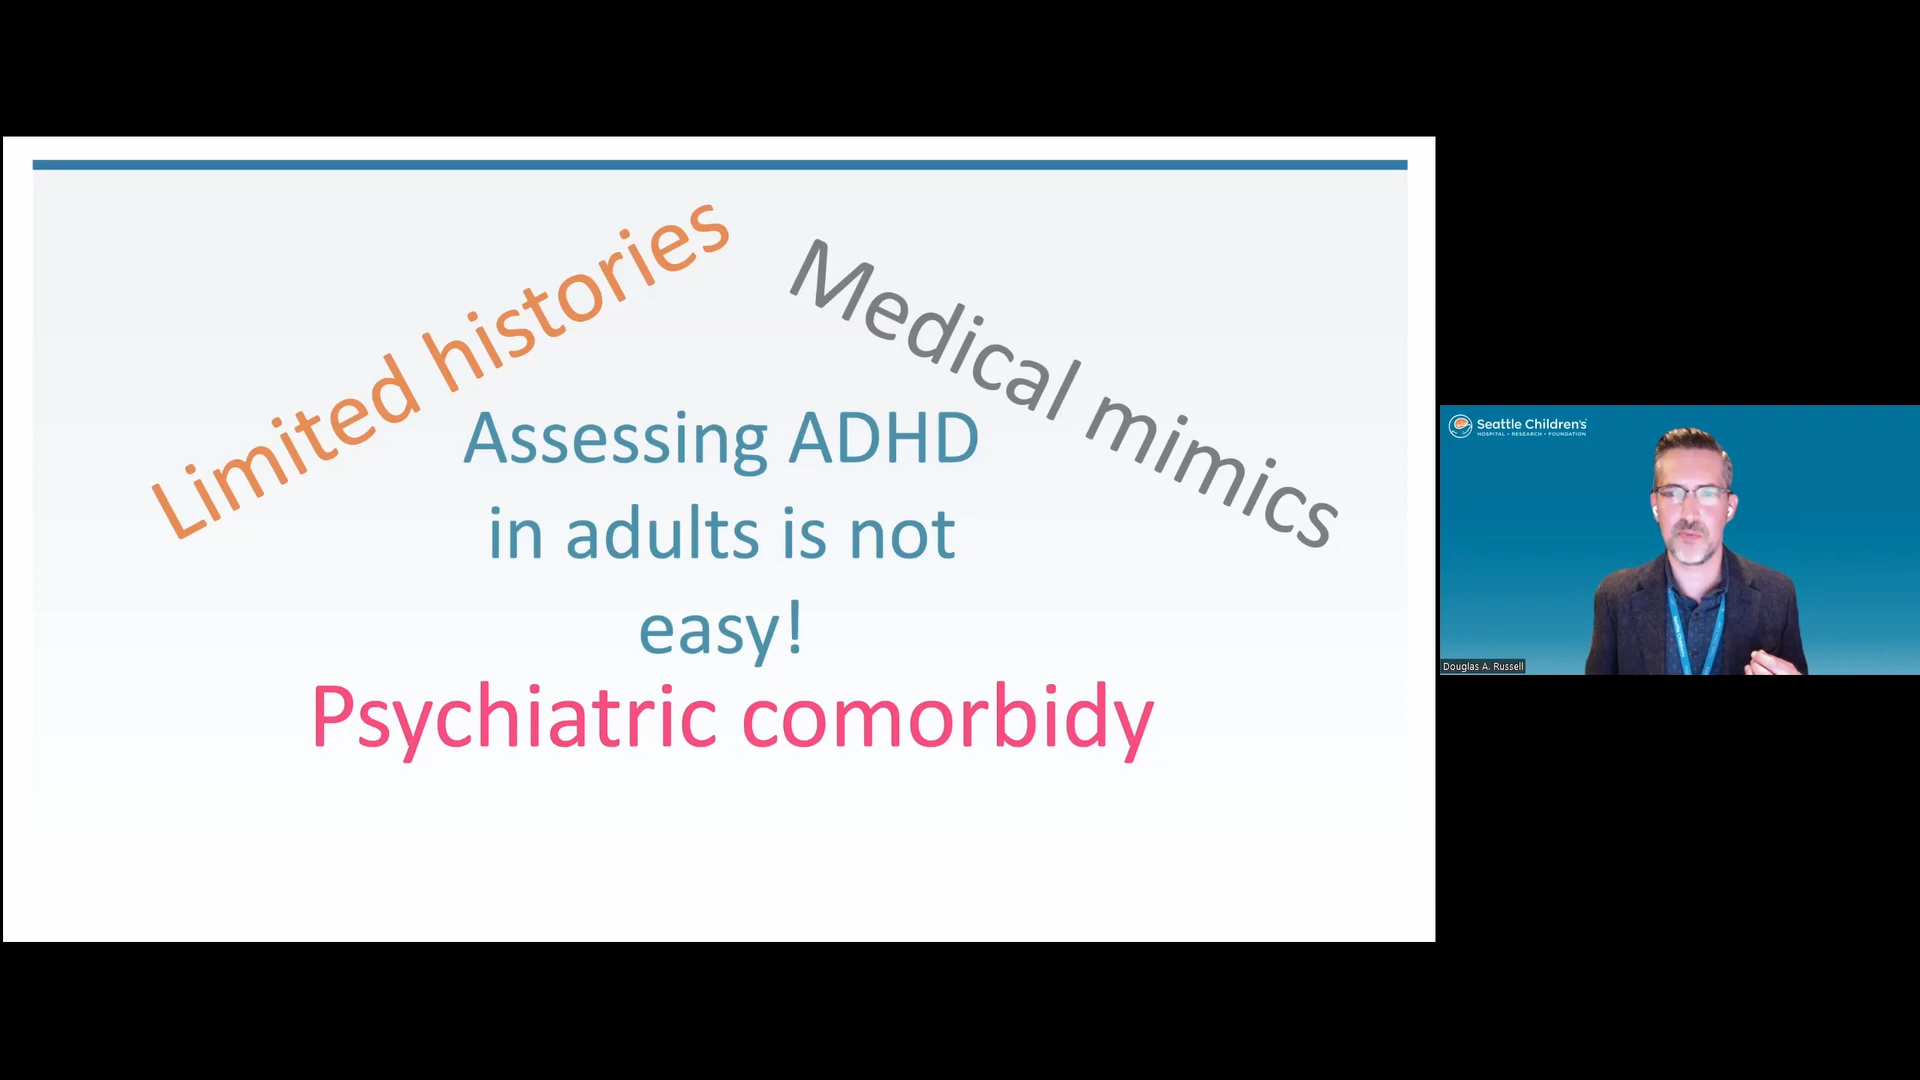 Limited histories
Medical mimics
Assessing ADHD
in adults is not
easy!
Psychiatric comorbidy
Seattle Children's
HOSPITAL • RESEARCH • FOUNDATION
Douglas A. Russell